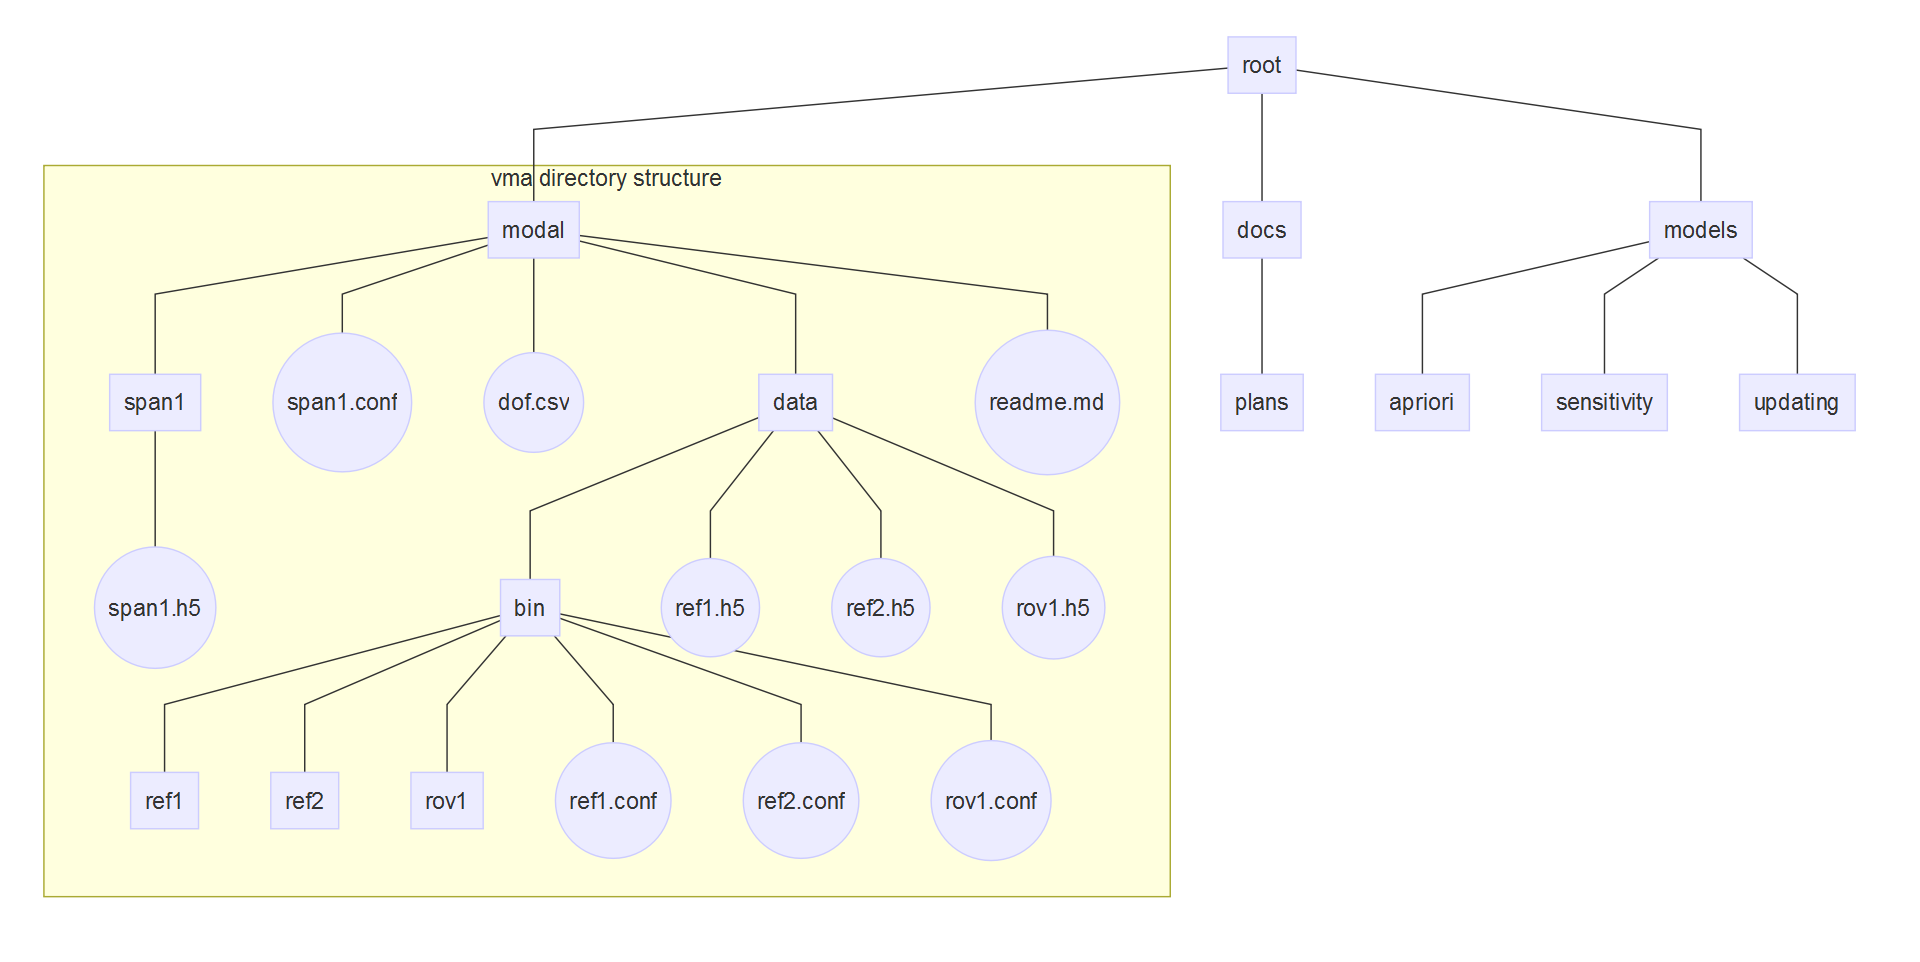 root
vma directory structure
modal
docs
models
span1
span1.conf
dof.csv
data
readme.md
plans
apriori
sensitivity
updating
span1.h5
bin
ref1.h5
ref2.h5
rov1.h5
ref1
ref2
rov1
ref1.conf
ref2.conf
rov1.conf